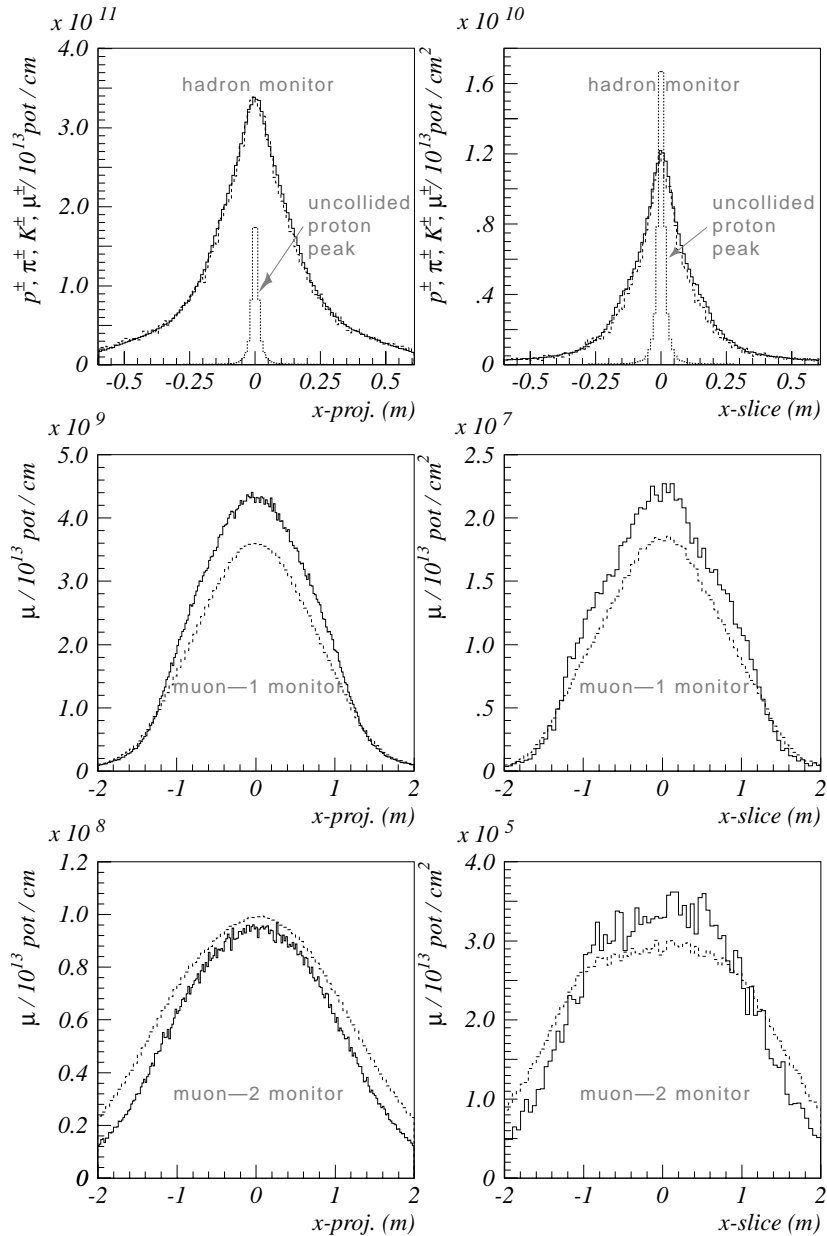 x 10 11
4.0
3.0
2.0
1.0
0
hadron monitor
uncollided
proton
peak
-0.5 -0.25 0 0.25 0.5
x-proj. (m)
p±, π±, K±, μ±/10 13 pot / cm
x 10 10
1.6
1.2
.8
.4
0
hadron monitor
uncollided
proton
peak
-0.5 -0.25 0 0.25 0.5
x-slice (m)
p±, π±, K±, μ±/10 13 pot / cm 2
x 10 9
5.0
4.0
3.0
2.0
1.0
0
muon—1 monitor
-2 -1 0 1 2
x-proj. (m)
μ / 10 13 pot / cm
x 10 7
2.5
2.0
1.5
1.0
.5
0
muon—1 monitor
-2 -1 0 1 2
x-slice (m)
μ / 10 13 pot / cm 2
x 10 8
1.2
1.0
0.8
0.6
0.4
0.2
0
muon—2 monitor
-2 -1 0 1 2
x-proj. (m)
μ / 10 13 pot / cm
x 10 5
4.0
3.0
2.0
1.0
0
muon—2 monitor
-2 -1 0 1 2
x-slice (m)
μ / 10 13 pot / cm 2